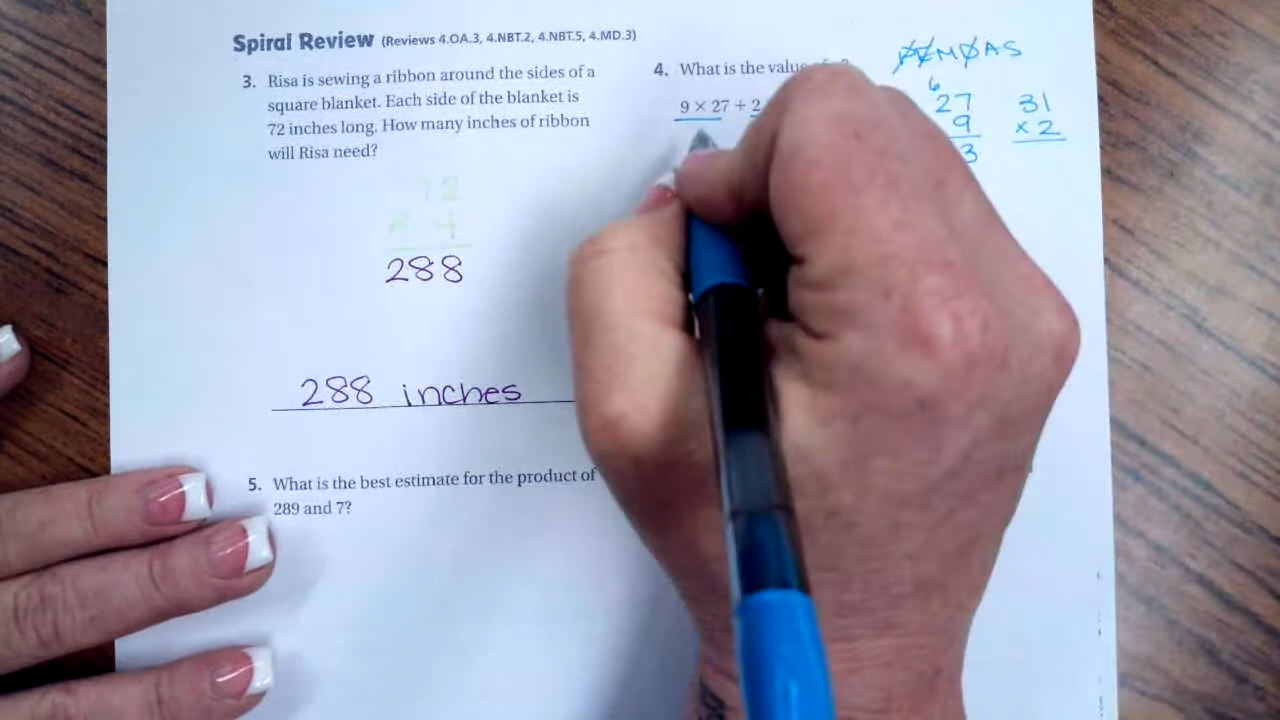 Spiral Review (Reviews 4.OA.3, 4.NBT.2, 4.NBT.5, 4.MD.3)
3. Risa is sewing a ribbon around the sides of a
square blanket. Each side of the blanket is
72 inches long. How many inches of ribbon
will Risa need?
72
× 4
288
288 inches
4. What is the value
9 × 27 + 2
PEMDAS
6
27
9
3
31
×2
5. What is the best estimate for the product of
289 and 7?